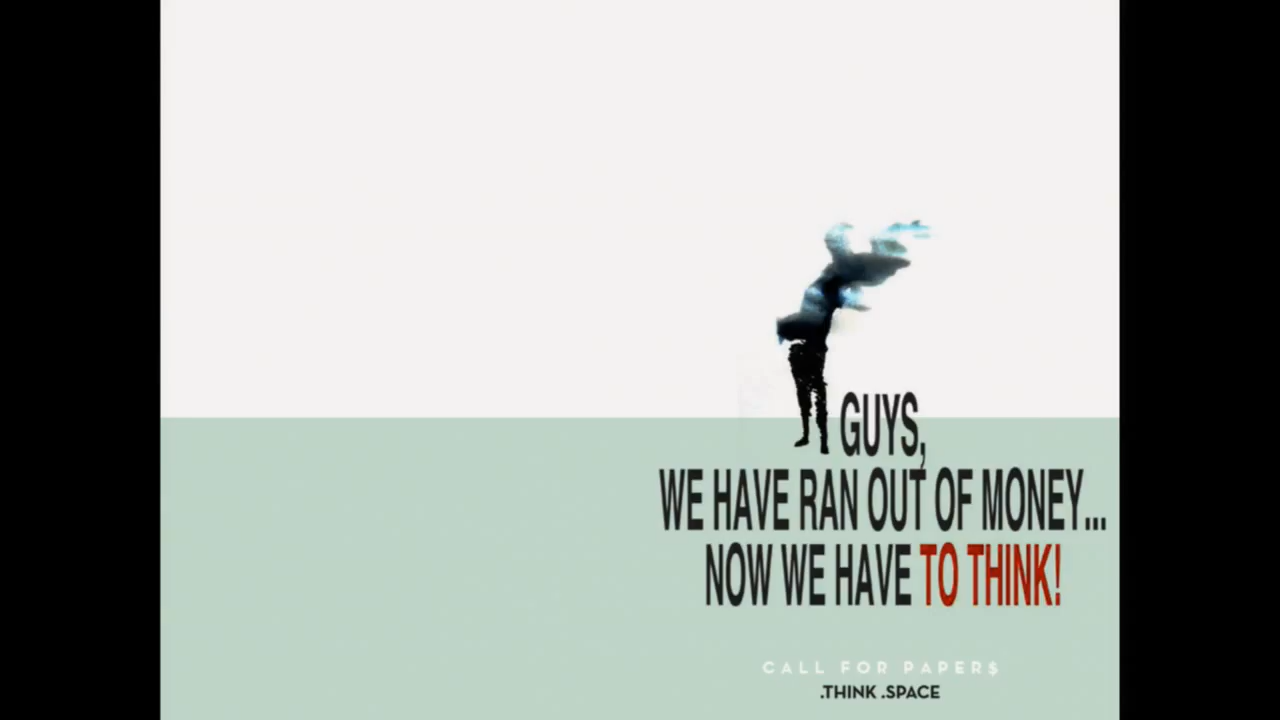 GUYS,
WE HAVE RAN OUT OF MONEY...
NOW WE HAVE TO THINK!
CALL FOR PAPER$
.THINK .SPACE